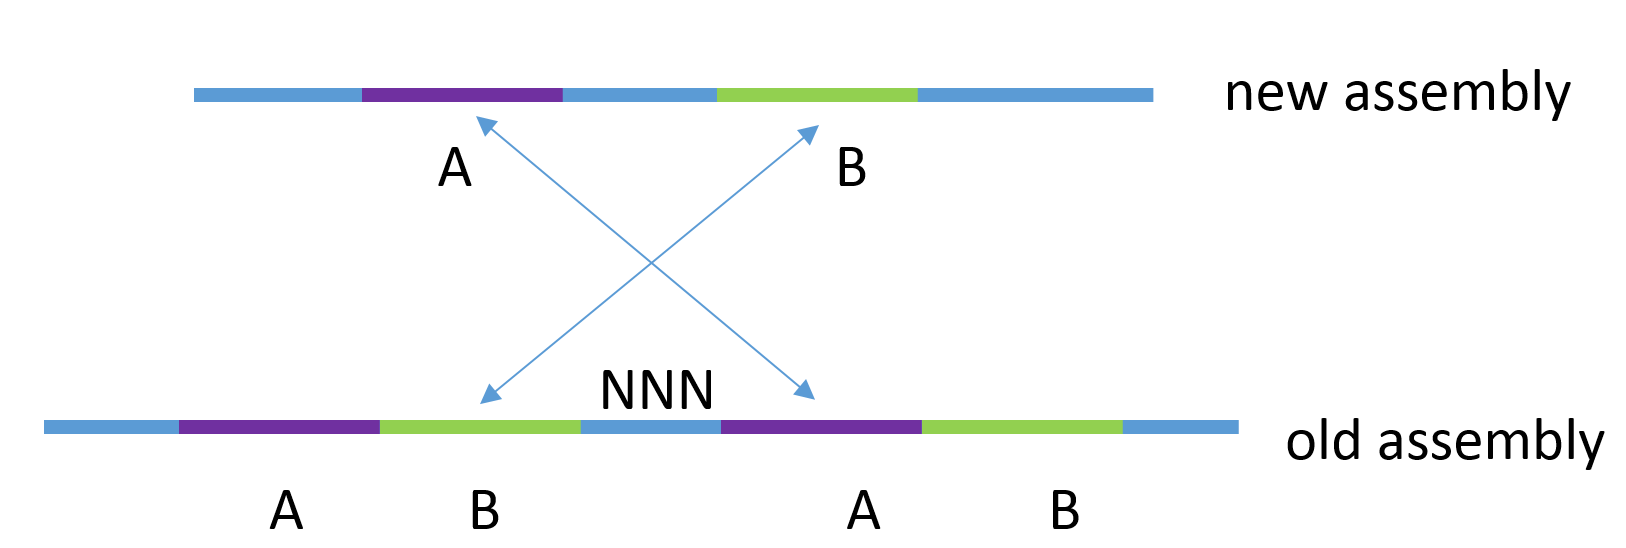 new assembly
A B
NNN
old assembly
A B A B